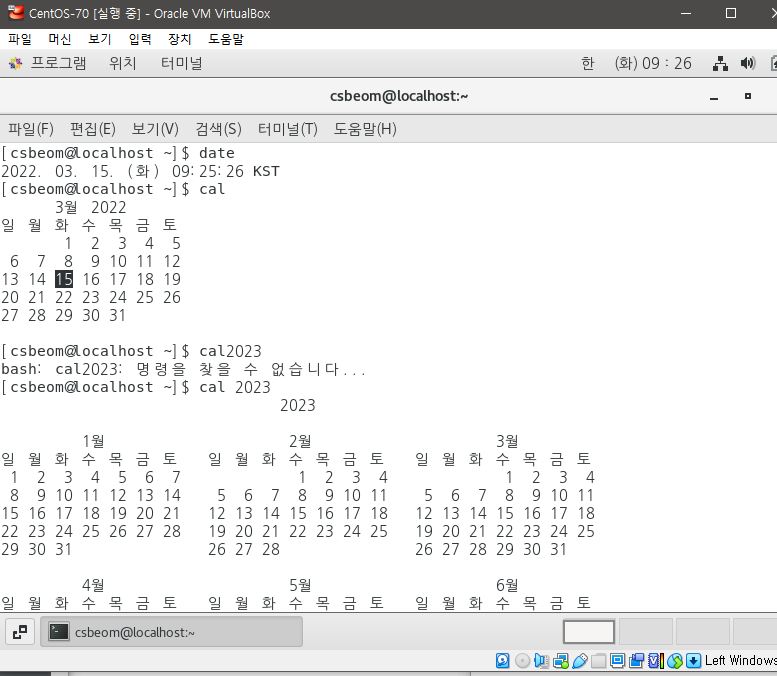 CentOS-70 [실행 중] - Oracle VM VirtualBox
파일 머신 보기 입력 장치 도움말
프로그램 위치 터미널 한 (화) 09 : 26
csbeom@localhost:~
파일(F) 편집(E) 보기(V) 검색(S) 터미널(T) 도움말(H)
[csbeom@localhost ~]$ date
2022. 03. 15. (화) 09:25:26 KST
[csbeom@localhost ~]$ cal
3월 2022
일 월 화 수 목 금 토
1 2 3 4 5
6 7 8 9 10 11 12
13 14 15 16 17 18 19
20 21 22 23 24 25 26
27 28 29 30 31
[csbeom@localhost ~]$ cal2023
bash: cal2023: 명령을 찾을 수 없습니다...
[csbeom@localhost ~]$ cal 2023
2023
1월 2월 3월
일 월 화 수 목 금 토 일 월 화 수 목 금 토 일 월 화 수 목 금 토
1 2 3 4 5 6 7 1 2 3 4 1 2 3 4
8 9 10 11 12 13 14 5 6 7 8 9 10 11 5 6 7 8 9 10 11
15 16 17 18 19 20 21 12 13 14 15 16 17 18 12 13 14 15 16 17 18
22 23 24 25 26 27 28 19 20 21 22 23 24 25 19 20 21 22 23 24 25
29 30 31 26 27 28 26 27 28 29 30 31
4월 5월 6월
일 월 화 수 목 금 토 일 월 화 수 목 금 토 일 월 화 수 목 금 토
csbeom@localhost:~
Left Windows